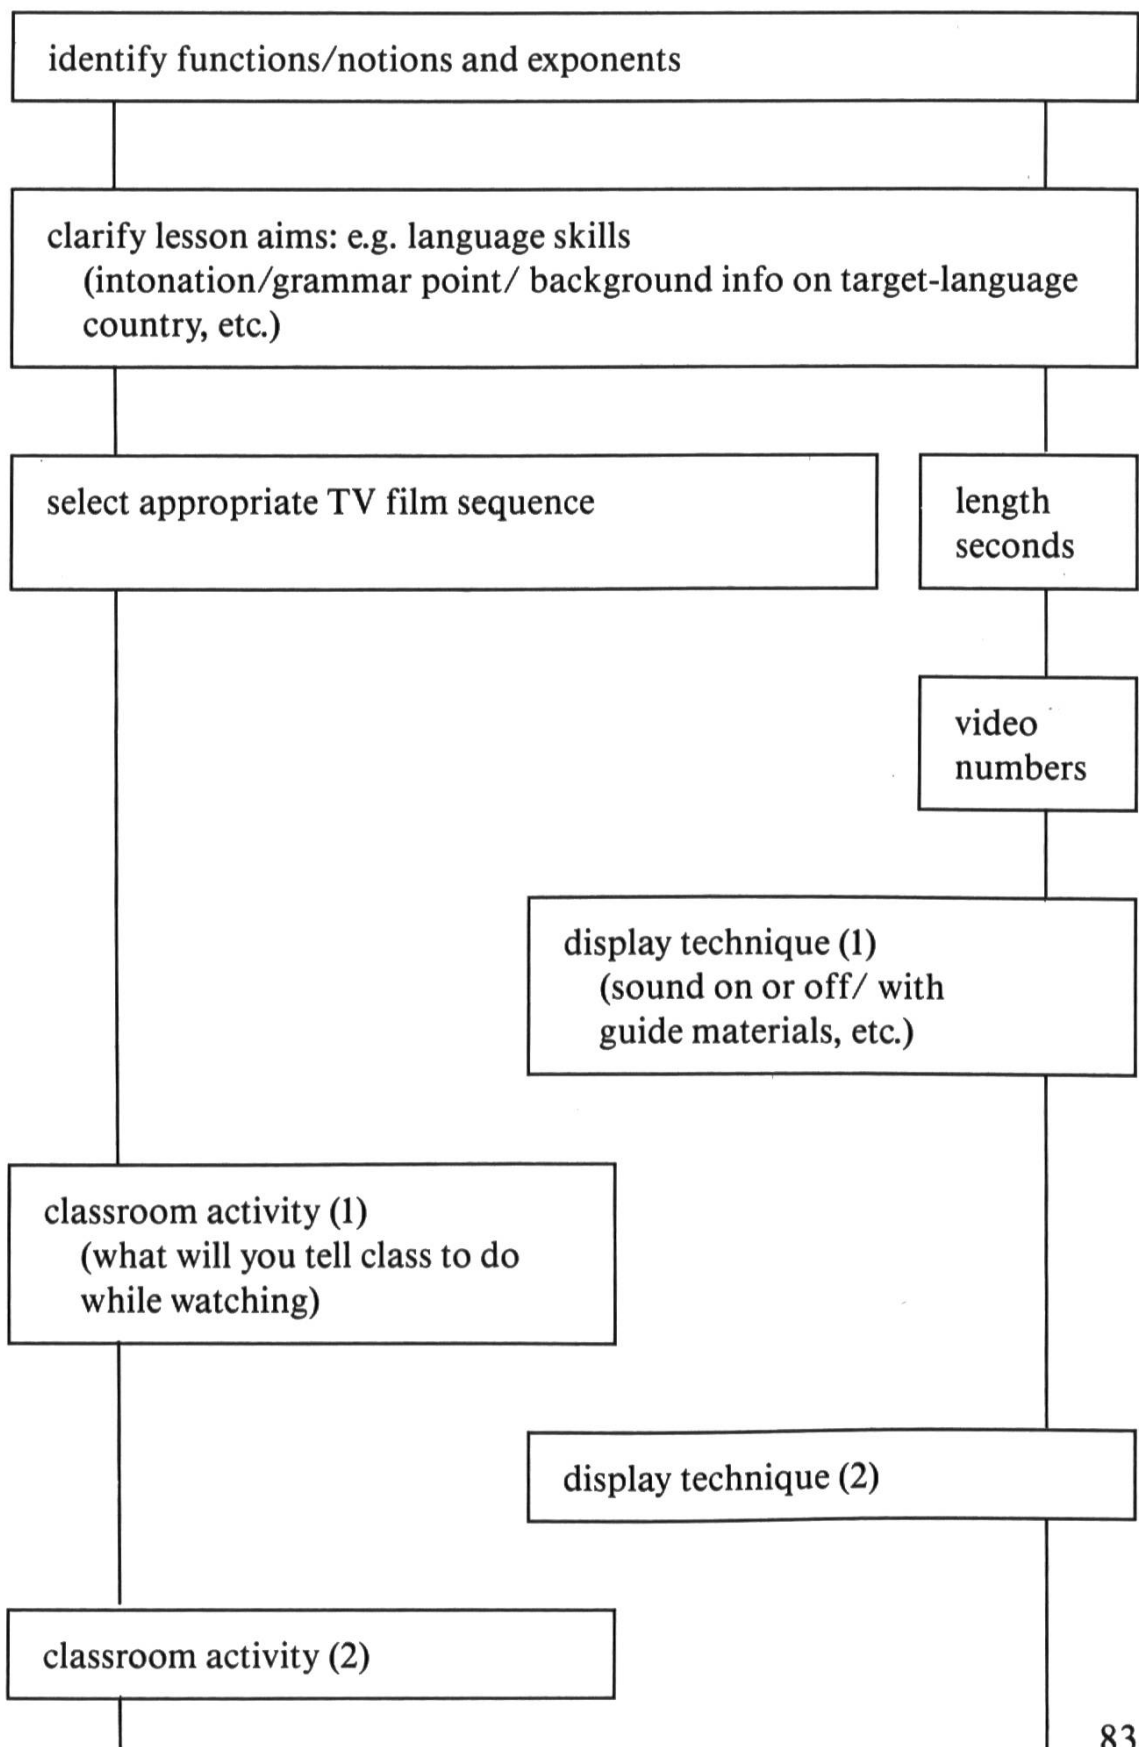 identify functions/notions and exponents
clarify lesson aims: e.g. language skills
(intonation/grammar point/ background info on target-language
country, etc.)
select appropriate TV film sequence
length
seconds
video
numbers
display technique (1)
(sound on or off/ with
guide materials, etc.)
classroom activity (1)
(what will you tell class to do
while watching)
display technique (2)
classroom activity (2)
83